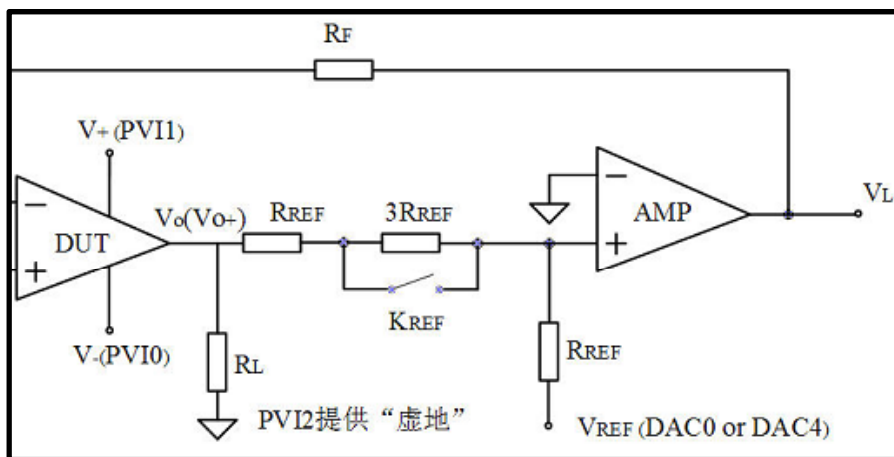 RF
V+(PVI1)
VL
Vo(Vo+)
RREF
3RREF
−
AMP
+
−
DUT
+
KREF
V-(PVI0)
RL
RREF
PVI2提供“虚地”
VREF (DAC0 or DAC4)